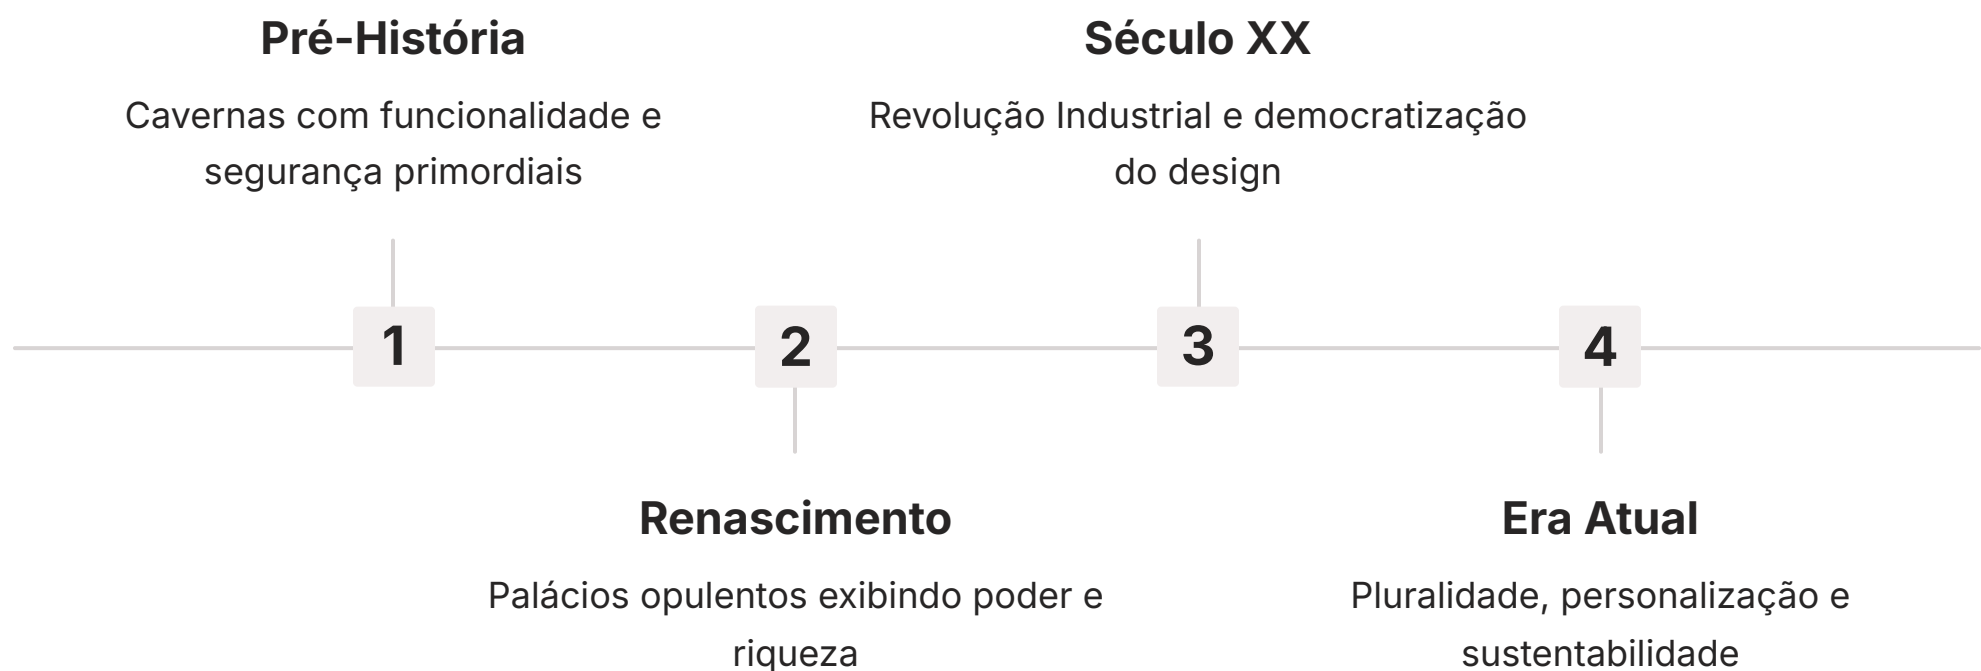 Pré-História
Cavernas com funcionalidade e
segurança primordiais
Século XX
Revolução Industrial e democratização
do design
1
2
3
4
Renascimento
Palácios opulentos exibindo poder e
riqueza
Era Atual
Pluralidade, personalização e
sustentabilidade